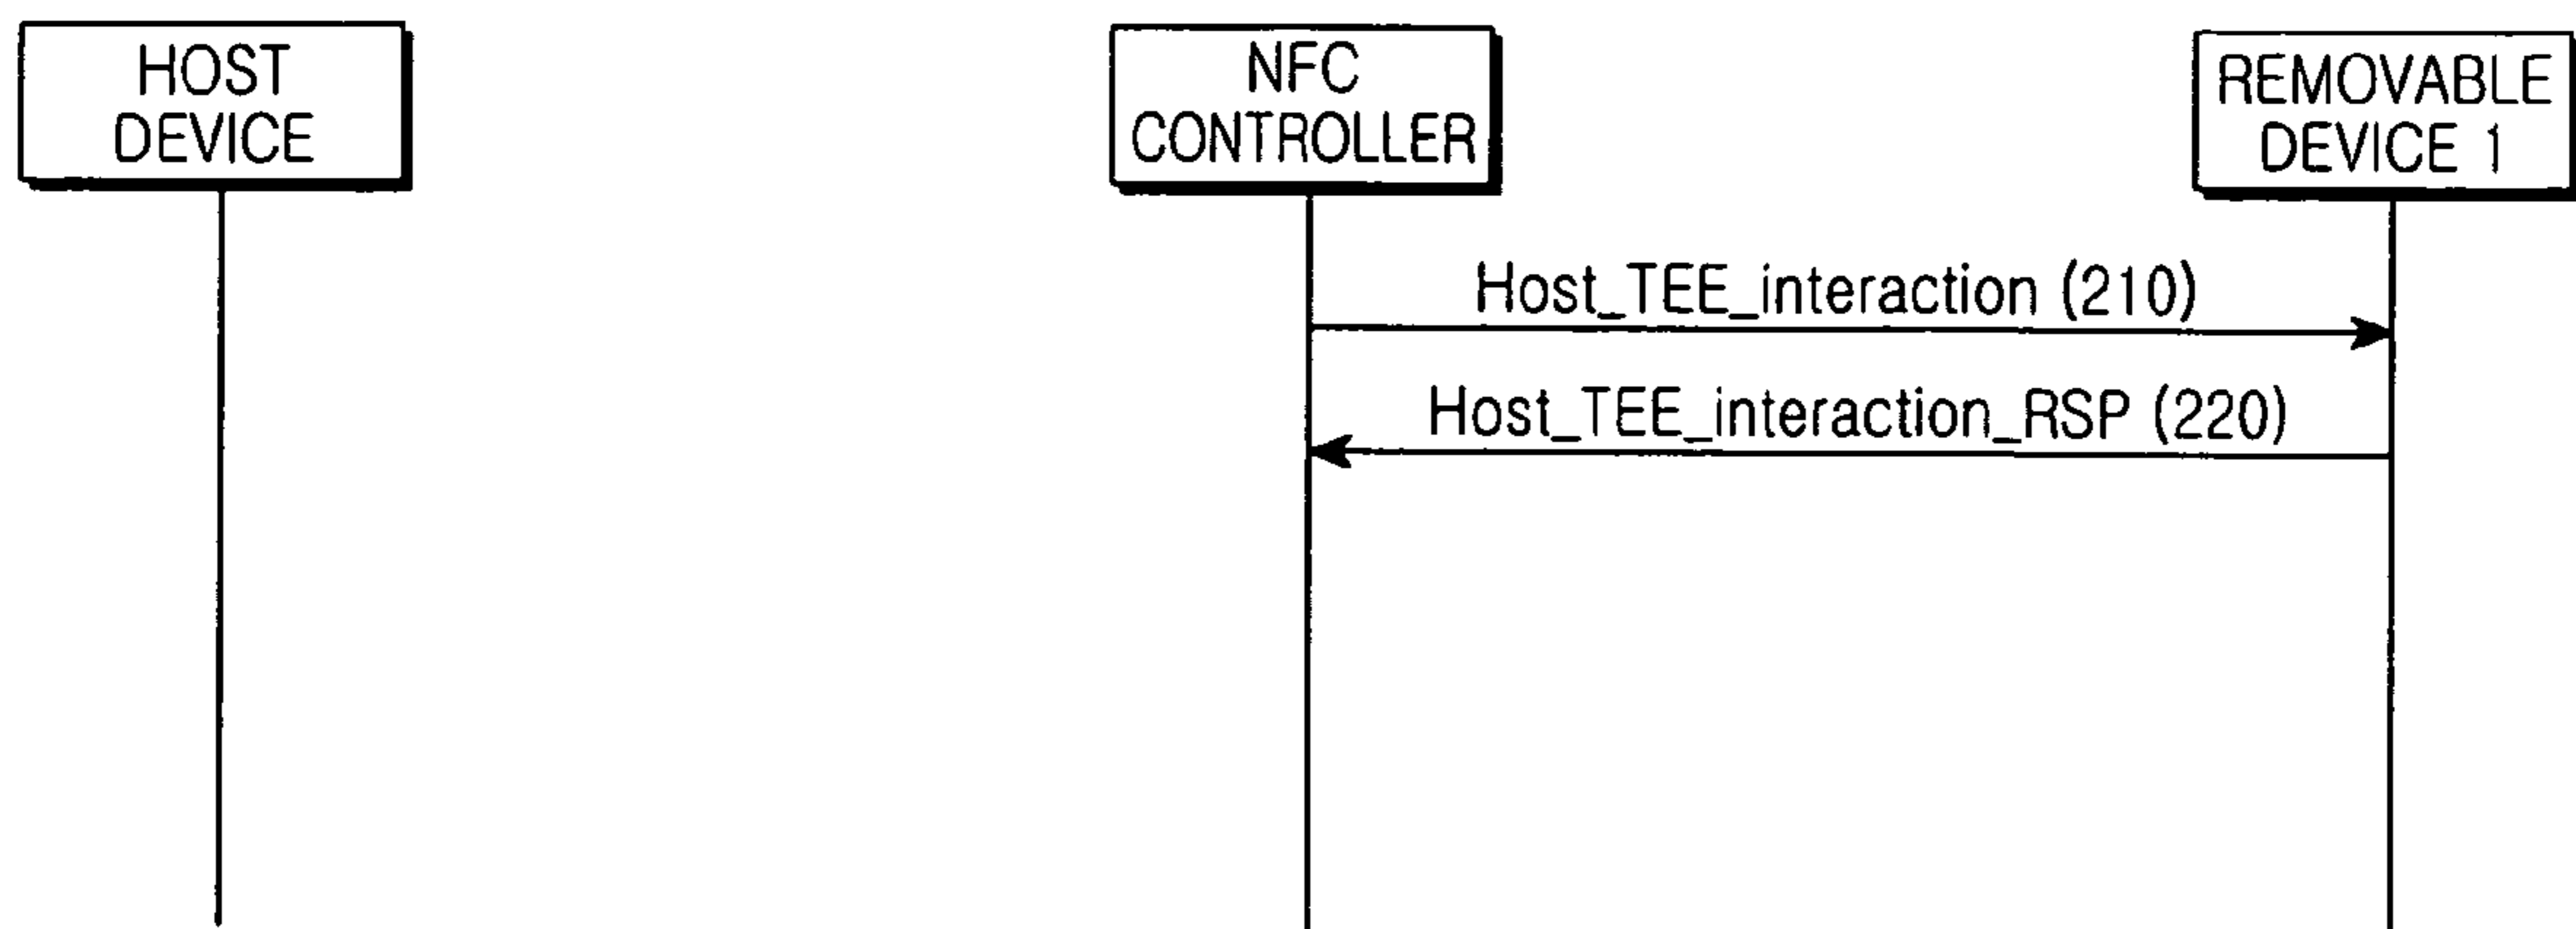 HOST
DEVICE
NFC
CONTROLLER
REMOVABLE
DEVICE 1
Host_TEE_interaction (210)
Host_TEE_interaction_RSP (220)